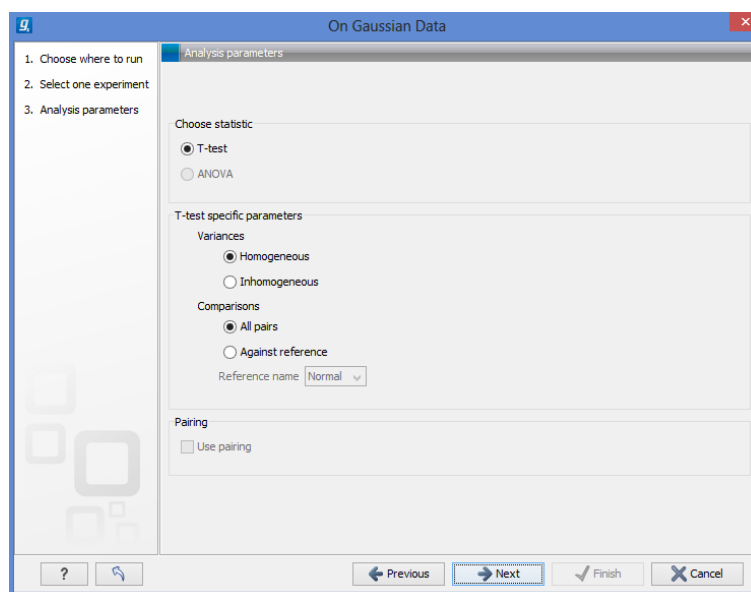 g
On Gaussian Data
1. Choose where to run
2. Select one experiment
3. Analysis parameters
Analysis parameters
Choose statistic
T-test
ANOVA
T-test specific parameters
Variances
Homogeneous
Inhomogeneous
Comparisons
All pairs
Against reference
Reference name Normal
Pairing
Use pairing
? Previous Next Finish Cancel